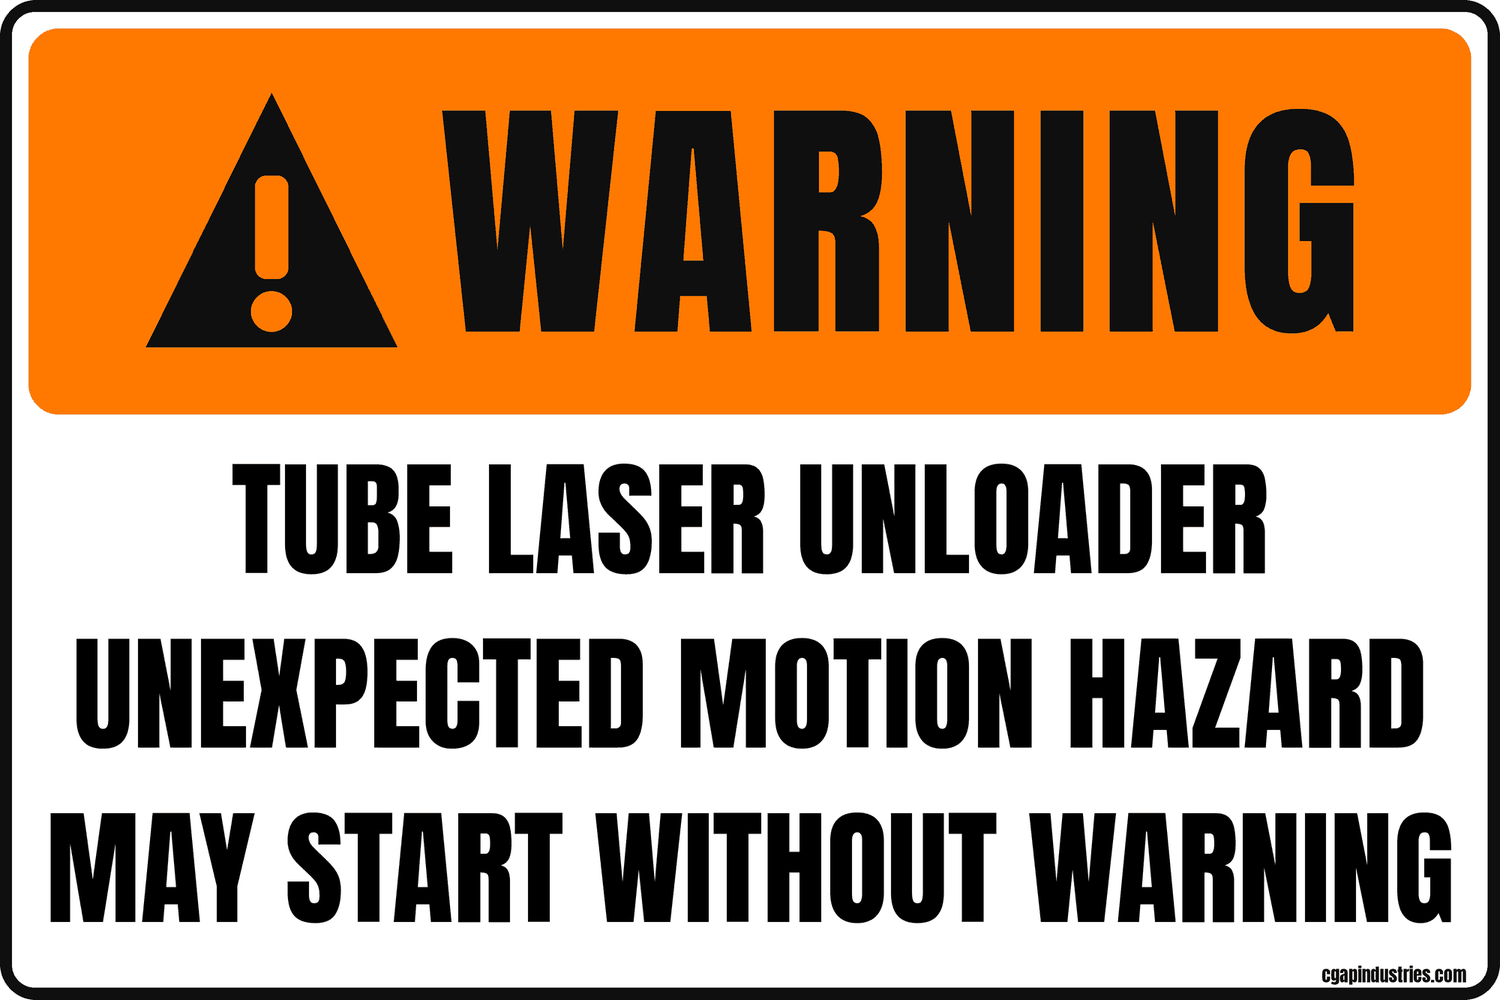 WARNING
TUBE LASER UNLOADER
UNEXPECTED MOTION HAZARD
MAY START WITHOUT WARNING
cgapindustries.com